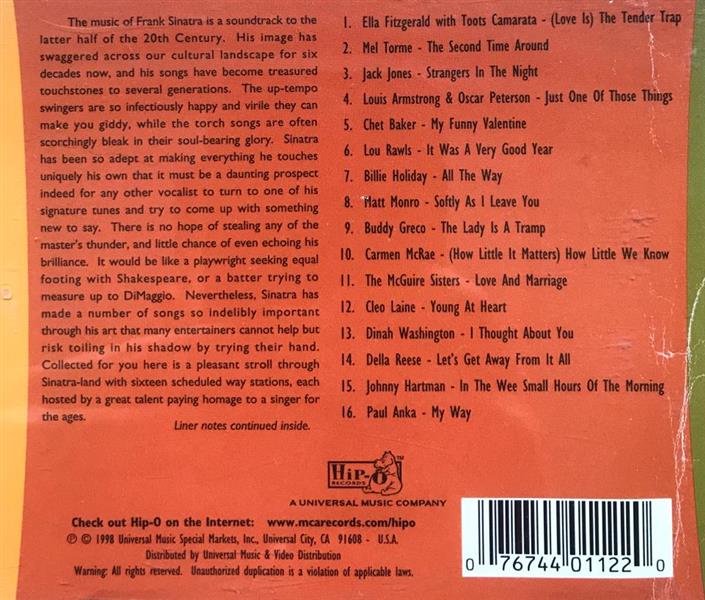 The music of Frank Sinatra is a soundtrack to the
latter half of the 20th Century. His image has
swaggered across our cultural landscape for six
decades now, and his songs have become treasured
touchstones to several generations. The up-tempo
swingers are so infectiously happy and virile they can
make you giddy, while the torch songs are often
scorchingly bleak in their soul-bearing glory. Sinatra
has been so adept at making everything he touches
uniquely his own that it must be a daunting prospect
indeed for any other vocalist to turn to one of his
signature tunes and try to come up with something
new to say. There is no hope of stealing any of the
master's thunder, and little chance of even echoing his
brilliance. It would be like a playwright seeking equal
footing with Shakespeare, or a batter trying to
measure up to DiMaggio. Nevertheless, Sinatra has
made a number of songs so indelibly important
through his art that many entertainers cannot help but
risk toiling in his shadow by trying their hand.
Collected for you here is a pleasant stroll through
Sinatra-land with sixteen scheduled way stations, each
hosted by a great talent paying homage to a singer for
the ages.
Liner notes continued inside.
1. Ella Fitzgerald with Toots Camarata - (Love Is) The Tender Trap
2. Mel Torme - The Second Time Around
3. Jack Jones - Strangers In The Night
4. Louis Armstrong & Oscar Peterson - Just One Of Those Things
5. Chet Baker - My Funny Valentine
6. Lou Rawls - It Was A Very Good Year
7. Billie Holiday - All The Way
8. Matt Monro - Softly As I Leave You
9. Buddy Greco - The Lady Is A Tramp
10. Carmen McRae - (How Little It Matters) How Little We Know
11. The McGuire Sisters - Love And Marriage
12. Cleo Laine - Young At Heart
13. Dinah Washington - I Thought About You
14. Della Reese - Let's Get Away From It All
15. Johnny Hartman - In The Wee Small Hours Of The Morning
16. Paul Anka - My Way
HIP-O ™
RECORDS
A UNIVERSAL MUSIC COMPANY
Check out Hip-O on the Internet: www.mcarecords.com/hipo
℗ © 1998 Universal Music Special Markets, Inc., Universal City, CA 91608 - U.S.A.
Distributed by Universal Music & Video Distribution
Warning: All rights reserved. Unauthorized duplication is a violation of applicable laws.
0 76744 01122 0